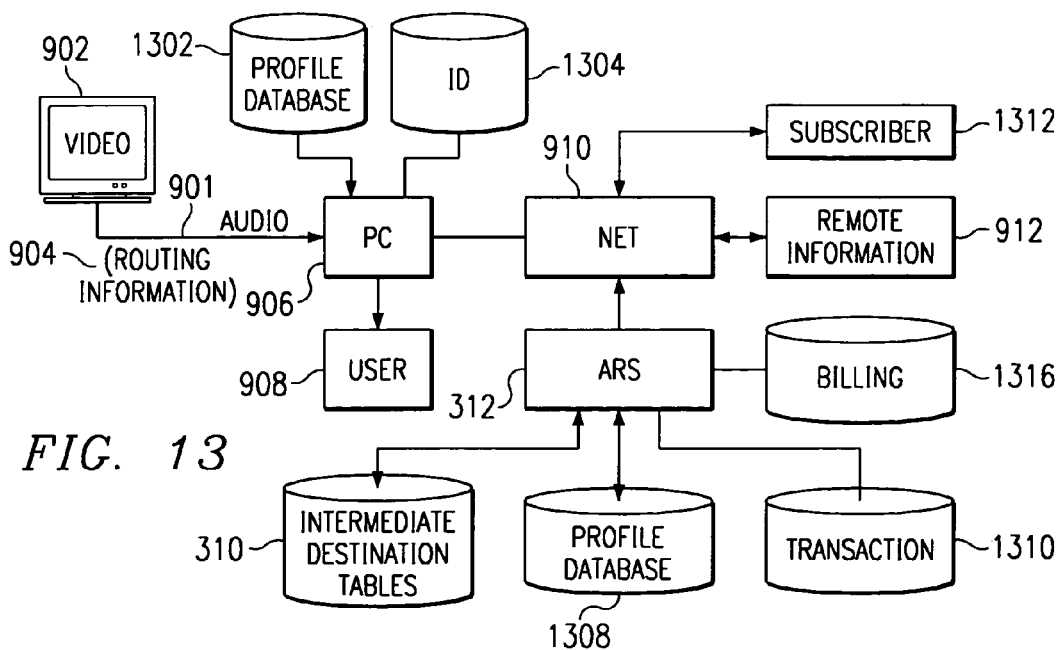 1302
902
PROFILE
DATABASE
ID
1304
VIDEO
910
SUBSCRIBER
1312
901
AUDIO
904
(ROUTING
INFORMATION)
PC
906
NET
REMOTE
INFORMATION
912
USER
908
ARS
312
BILLING
1316
FIG. 13
310
INTERMEDIATE
DESTINATION
TABLES
PROFILE
DATABASE
1308
TRANSACTION
1310